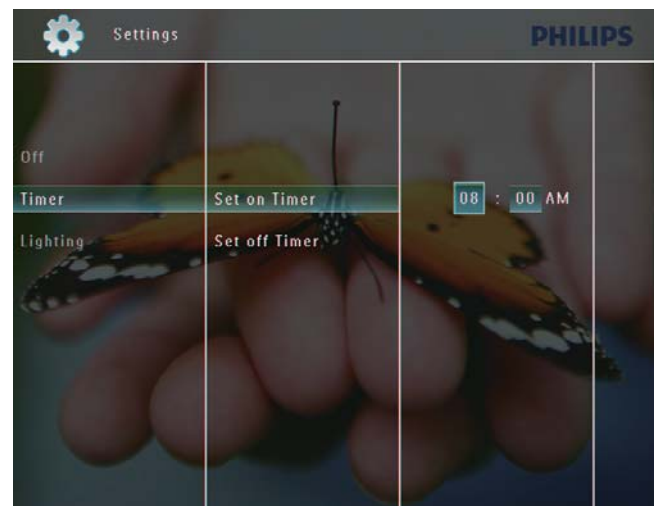 Settings
PHILIPS
Off
Timer
Set on Timer
08 : 00 AM
Lighting
Set off Timer